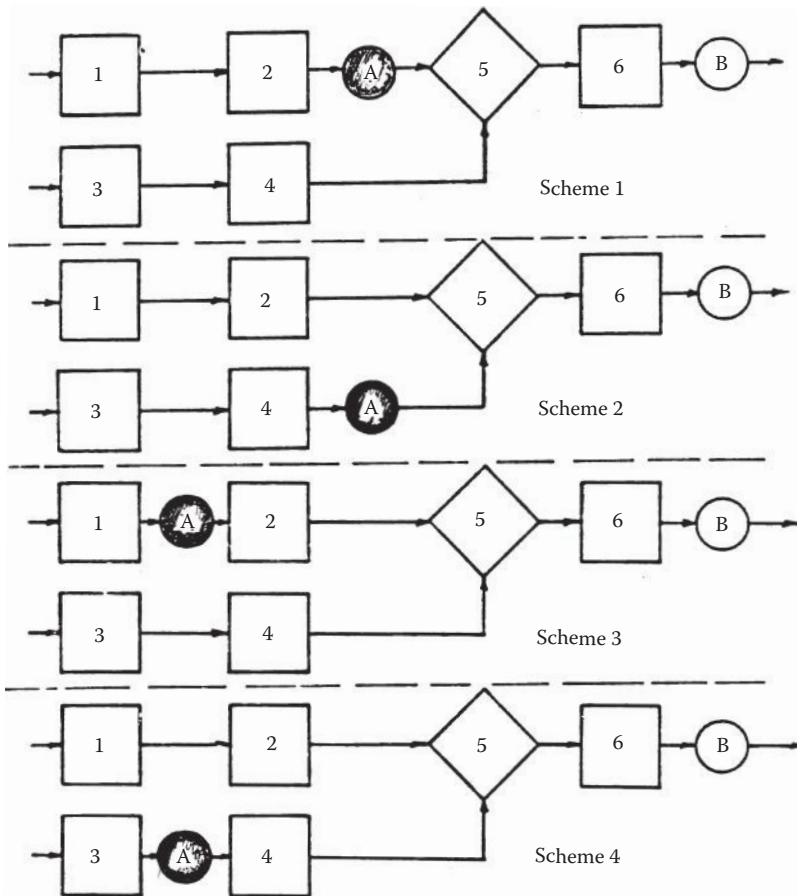 1 2 A 5 6 B
3 4
Scheme 1
1 2 5 6 B
3 4 A
Scheme 2
1 A 2 5 6 B
3 4
Scheme 3
1 2 5 6 B
3 A 4
Scheme 4